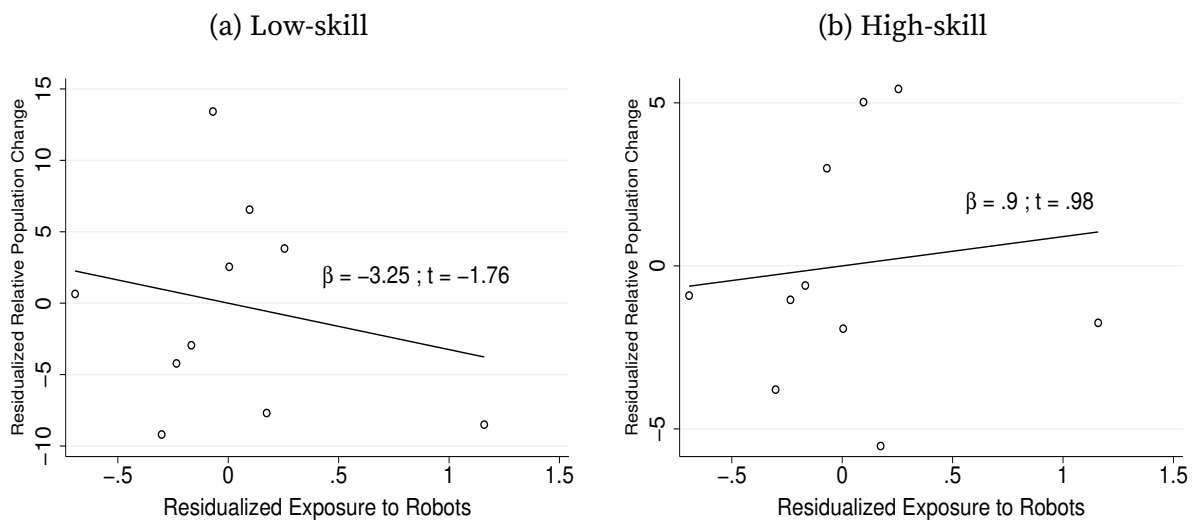 (a) Low-skill
Residualized Relative Population Change
15
10
5
0
−5
−10
β = −3.25 ; t = −1.76
−.5 0 .5 1 1.5
Residualized Exposure to Robots
(b) High-skill
Residualized Relative Population Change
5
0
−5
β = .9 ; t = .98
−.5 0 .5 1 1.5
Residualized Exposure to Robots